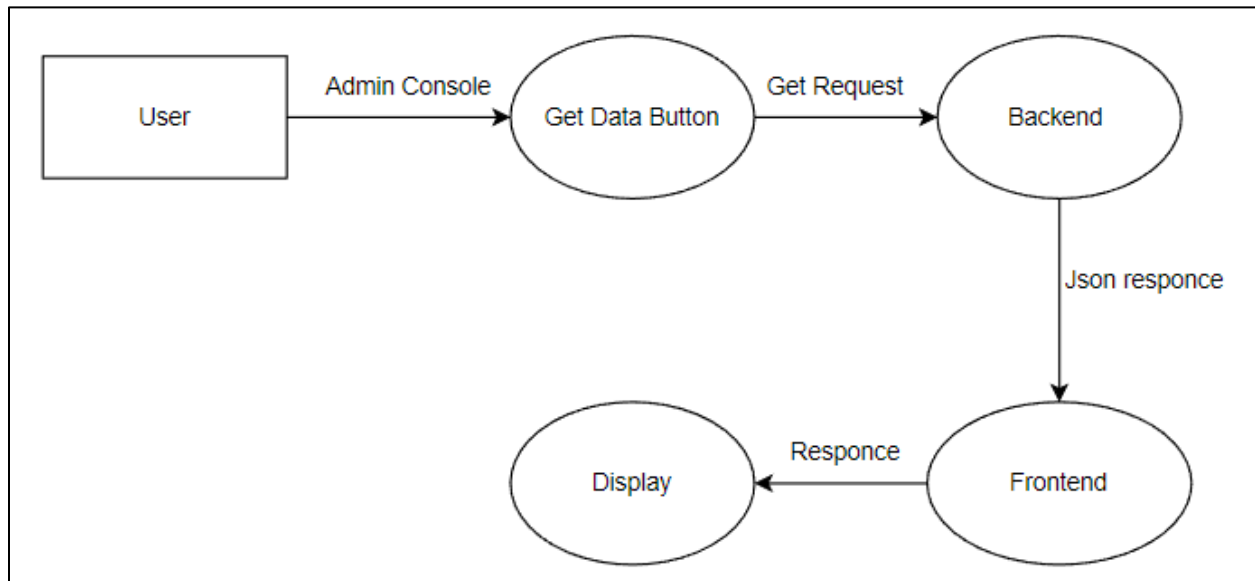 User
Admin Console
Get Data Button
Get Request
Backend
Json responce
Frontend
Responce
Display